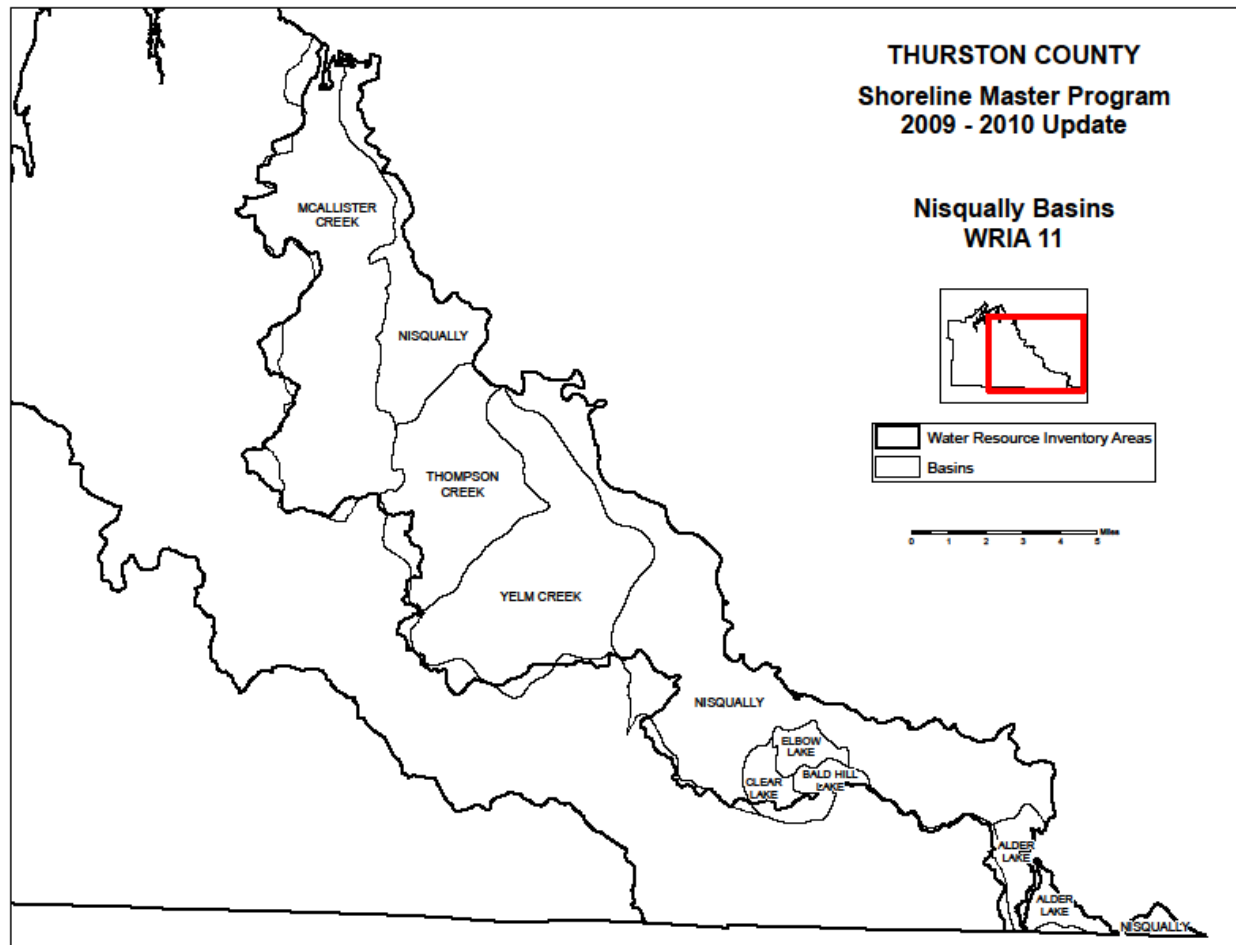 THURSTON COUNTY
Shoreline Master Program
2009 - 2010 Update
Nisqually Basins
WRIA 11
Water Resource Inventory Areas
Basins
Miles
0 1 2 3 4 5
MCALLISTER
CREEK
NISQUALLY
THOMPSON
CREEK
YELM CREEK
NISQUALLY
ELBOW
LAKE
BALD HILL
LAKE
CLEAR
LAKE
ALDER
LAKE
ALDER
LAKE
NISQUALLY